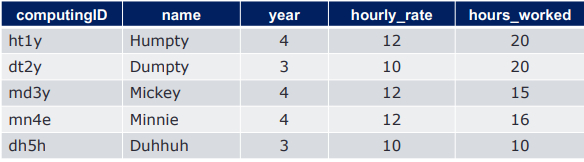 computingID name year hourly_rate hours_worked
ht1y Humpty 4 12 20
dt2y Dumpty 3 10 20
md3y Mickey 4 12 15
mn4e Minnie 4 12 16
dh5h Duhhuh 3 10 10